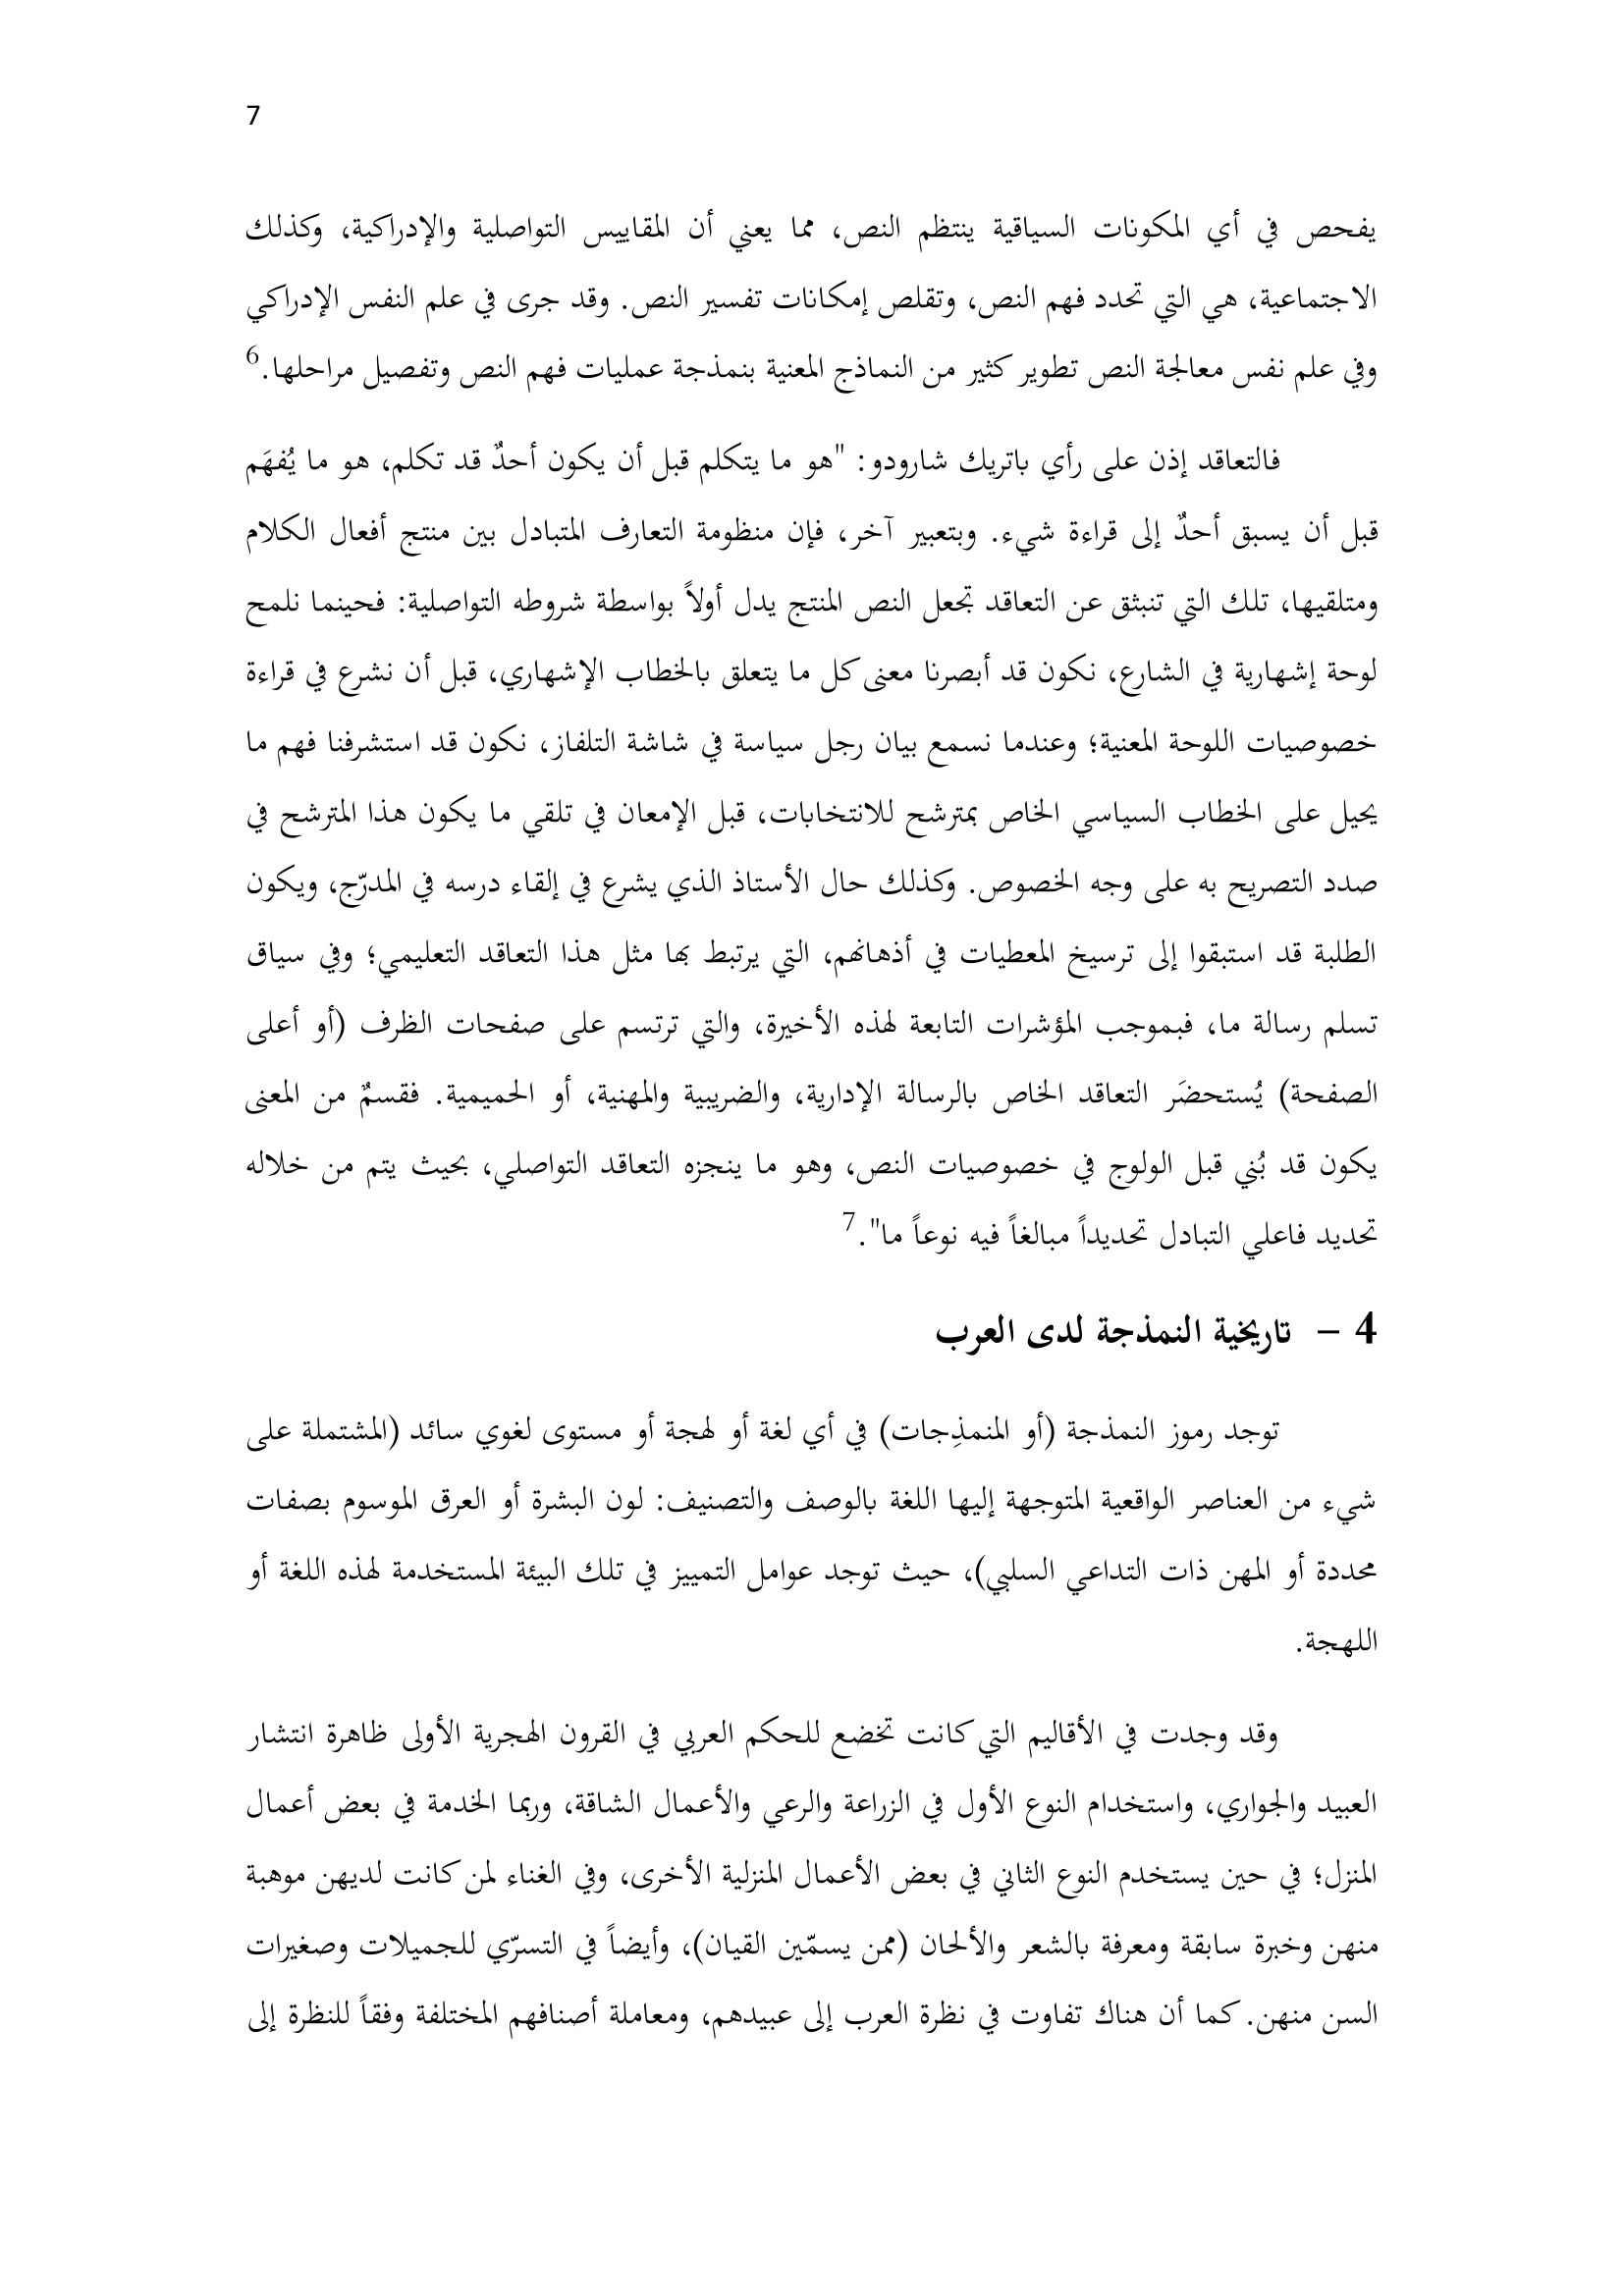 7
يفحص في أي المكونات السياقية ينتظم النص، مما يعني أن المقاييس التواصلية والإدراكية، وكذلك
الاجتماعية، هي التي تحدد فهم النص، وتقلص إمكانات تفسير النص. وقد جرى في علم النفس الإدراكي
وفي علم نفس معالجة النص تطوير كثير من النماذج المعنية بنمذجة عمليات فهم النص وتفصيل مراحلها.6
فالتعاقد إذن على رأي باتريك شارودو: "هو ما يتكلم قبل أن يكون أحدٌ قد تكلم، هو ما يُفهَم
قبل أن يسبق أحدٌ إلى قراءة شيء. وبتعبير آخر، فإن منظومة التعارف المتبادل بين منتج أفعال الكلام
ومتلقيها، تلك التي تنبثق عن التعاقد تجعل النص المنتج يدل أولاً بواسطة شروطه التواصلية: فحينما نلمح
لوحة إشهارية في الشارع، نكون قد أبصرنا معنى كل ما يتعلق بالخطاب الإشهاري، قبل أن نشرع في قراءة
خصوصيات اللوحة المعنية؛ وعندما نسمع بيان رجل سياسة في شاشة التلفاز، نكون قد استشرفنا فهم ما
يحيل على الخطاب السياسي الخاص بمترشح للانتخابات، قبل الإمعان في تلقي ما يكون هذا المترشح في
صدد التصريح به على وجه الخصوص. وكذلك حال الأستاذ الذي يشرع في إلقاء درسه في المدرّج، ويكون
الطلبة قد استبقوا إلى ترسيخ المعطيات في أذهانهم، التي يرتبط بها مثل هذا التعاقد التعليمي؛ وفي سياق
تسلم رسالة ما، فبموجب المؤشرات التابعة لهذه الأخيرة، والتي ترتسم على صفحات الظرف (أو أعلى
الصفحة) يُستحضَر التعاقد الخاص بالرسالة الإدارية، والضريبية والمهنية، أو الحميمية. فقسمٌ من المعنى
يكون قد بُني قبل الولوج في خصوصيات النص، وهو ما ينجزه التعاقد التواصلي، بحيث يتم من خلاله
تحديد فاعلي التبادل تحديداً مبالغاً فيه نوعاً ما".7
4 – تاريخية النمذجة لدى العرب
توجد رموز النمذجة (أو المنمذِجات) في أي لغة أو لهجة أو مستوى لغوي سائد (المشتملة على
شيء من العناصر الواقعية المتوجهة إليها اللغة بالوصف والتصنيف: لون البشرة أو العرق الموسوم بصفات
محددة أو المهن ذات التداعي السلبي)، حيث توجد عوامل التمييز في تلك البيئة المستخدمة لهذه اللغة أو
اللهجة.
وقد وجدت في الأقاليم التي كانت تخضع للحكم العربي في القرون الهجرية الأولى ظاهرة انتشار
العبيد والجواري، واستخدام النوع الأول في الزراعة والرعي والأعمال الشاقة، وربما الخدمة في بعض أعمال
المنزل؛ في حين يستخدم النوع الثاني في بعض الأعمال المنزلية الأخرى، وفي الغناء لمن كانت لديهن موهبة
منهن وخبرة سابقة ومعرفة بالشعر والألحان (ممن يسمّين القيان)، وأيضاً في التسرّي للجميلات وصغيرات
السن منهن. كما أن هناك تفاوت في نظرة العرب إلى عبيدهم، ومعاملة أصنافهم المختلفة وفقاً للنظرة إلى